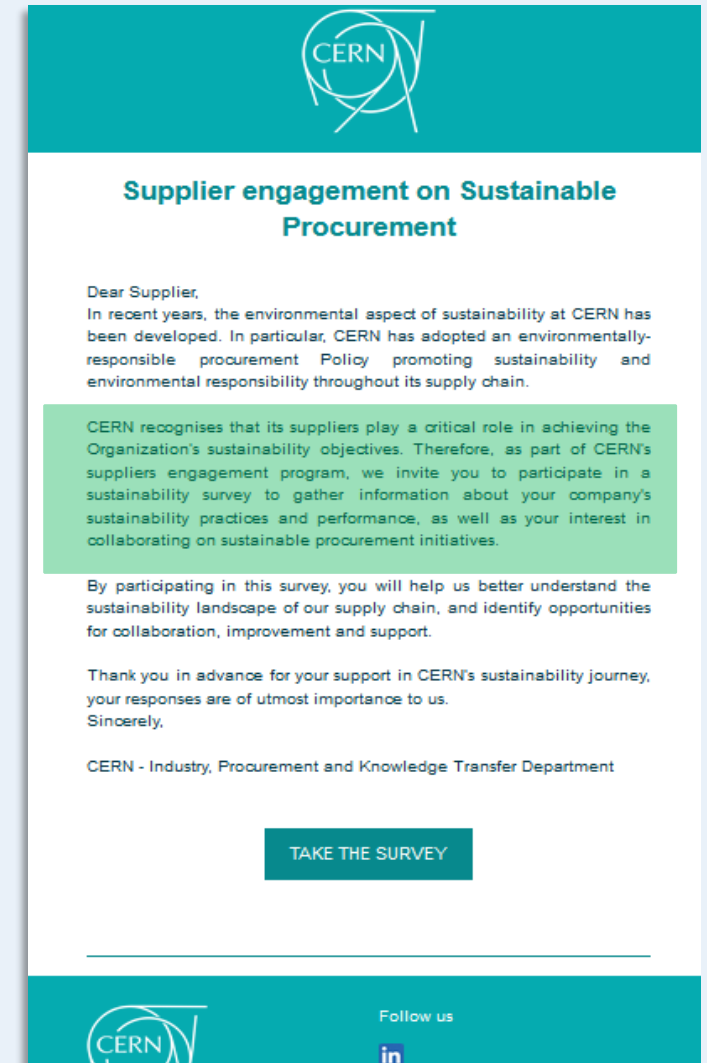 CERN
Supplier engagement on Sustainable
Procurement
Dear Supplier,
In recent years, the environmental aspect of sustainability at CERN has
been developed. In particular, CERN has adopted an environmentally-
responsible procurement Policy promoting sustainability and
environmental responsibility throughout its supply chain.
CERN recognises that its suppliers play a critical role in achieving the
Organization's sustainability objectives. Therefore, as part of CERN's
suppliers engagement program, we invite you to participate in a
sustainability survey to gather information about your company's
sustainability practices and performance, as well as your interest in
collaborating on sustainable procurement initiatives.
By participating in this survey, you will help us better understand the
sustainability landscape of our supply chain, and identify opportunities
for collaboration, improvement and support.
Thank you in advance for your support in CERN's sustainability journey,
your responses are of utmost importance to us.
Sincerely,
CERN - Industry, Procurement and Knowledge Transfer Department
TAKE THE SURVEY
Follow us
CERN
in